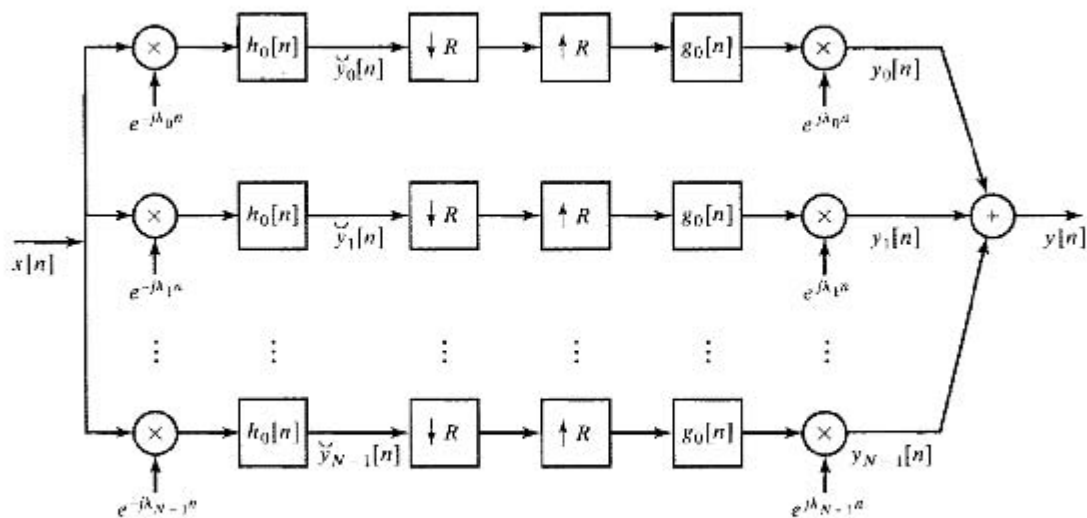 h₀[n] y̆₀[n] ↓ R ↑ R g₀[n] y₀[n]
e^{-jλ₀n} e^{jλ₀n}
h₀[n] y̆₁[n] ↓ R ↑ R g₀[n] y₁[n]
x[n] + y[n]
e^{-jλ₁n} e^{jλ₁n}
h₀[n] y̆_{N-1}[n] ↓ R ↑ R g₀[n] y_{N-1}[n]
e^{-jλ_{N-1}n} e^{jλ_{N-1}n}